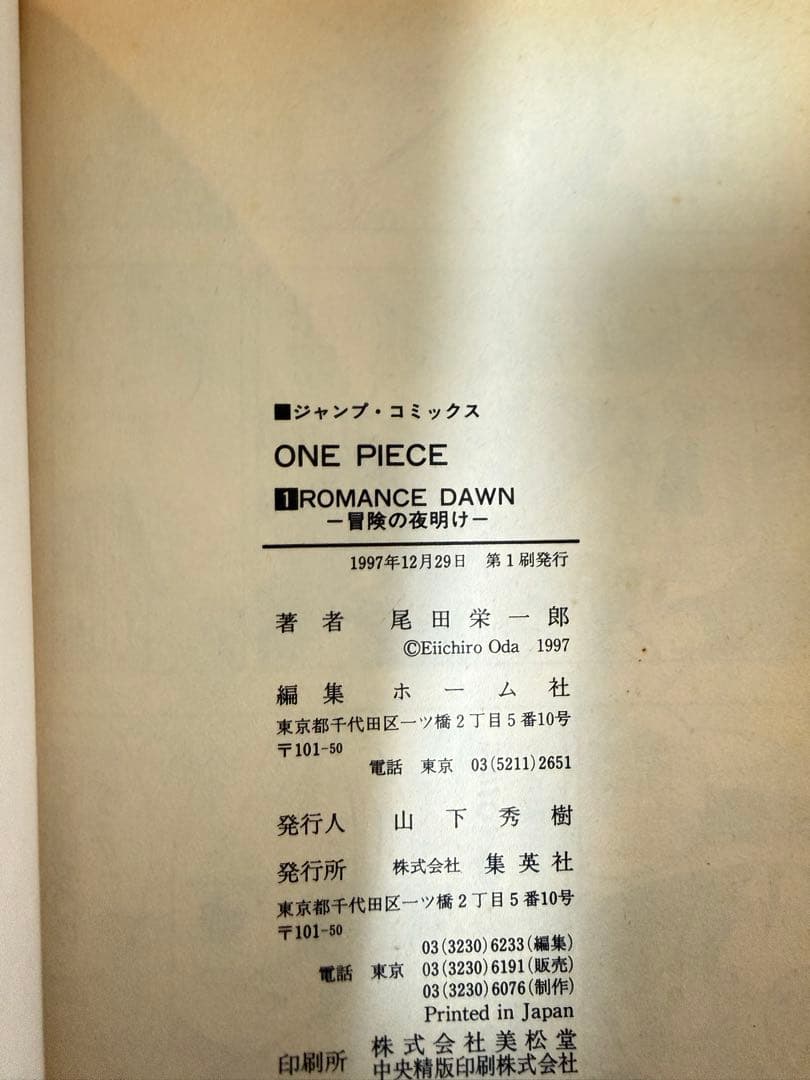 ■ジャンプ・コミックス
ONE PIECE
1 ROMANCE DAWN
―冒険の夜明け―
1997年12月29日 第1刷発行
著者 尾田栄一郎
©Eiichiro Oda 1997
編集 ホーム社
東京都千代田区一ツ橋2丁目5番10号
〒101-50
電話 東京 03(5211)2651
発行人 山下秀樹
発行所 株式会社 集英社
東京都千代田区一ツ橋2丁目5番10号
〒101-50
03(3230)6233(編集)
電話 東京 03(3230)6191(販売)
03(3230)6076(制作)
Printed in Japan
印刷所 株式会社美松堂
中央精版印刷株式会社